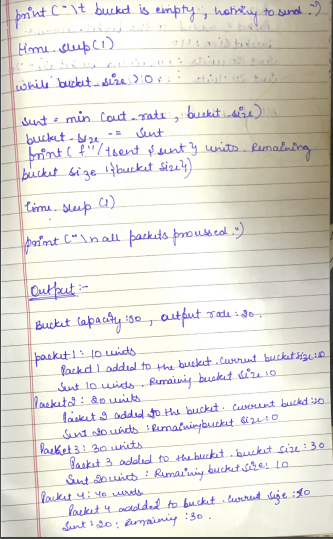 print ("\t bucket is empty, nothing to send.")
time.sleep(1)
while bucket_size > 0 :
sent = min (out_rate, bucket_size)
bucket_size -= sent
print( f"/tsent {sent} units. Remaining
bucket size :{bucket size})
time.sleep (1)
print ("\n all packets processed.")
Output :-
Bucket Capacity:50, output rate:20.
packet 1: 10 units
Packet 1 added to the bucket. Current bucket size:10
Sent 10 units. Remaining bucket size:0
Packet 2: 20 units
Packet 2 added to the bucket. Current bucket:20
Sent 20 units : Remaining bucket size:0
Packet 3: 30 units
Packet 3 added to the bucket. bucket size : 30
Sent 20 units : Remaining bucket size: 10
Packet 4: 40 units
Packet 4 added to bucket. Current size :
Sent : 20 : Remaining :30.